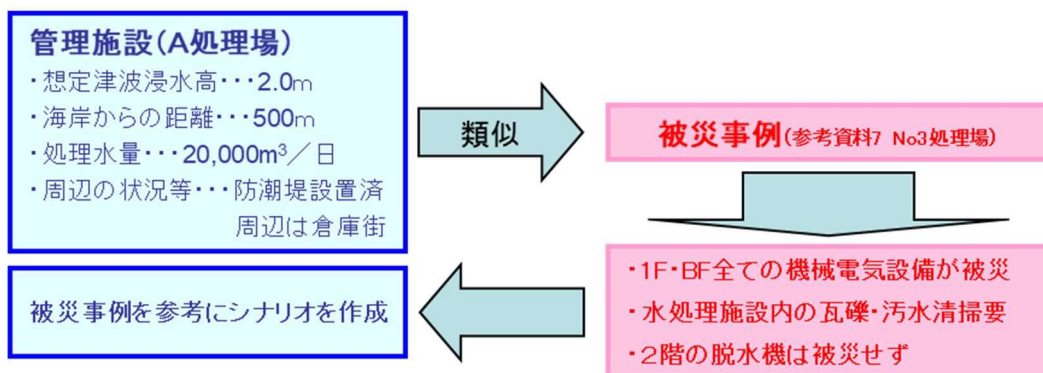 管理施設(A処理場)
・想定津波浸水高・・・2.0m
・海岸からの距離・・・500m
・処理水量・・・20,000m³／日
・周辺の状況等・・・防潮堤設置済
周辺は倉庫街
類似
被災事例(参考資料7 No3処理場)
・1F・BF全ての機械電気設備が被災
・水処理施設内の瓦礫・汚水清掃要
・2階の脱水機は被災せず
被災事例を参考にシナリオを作成